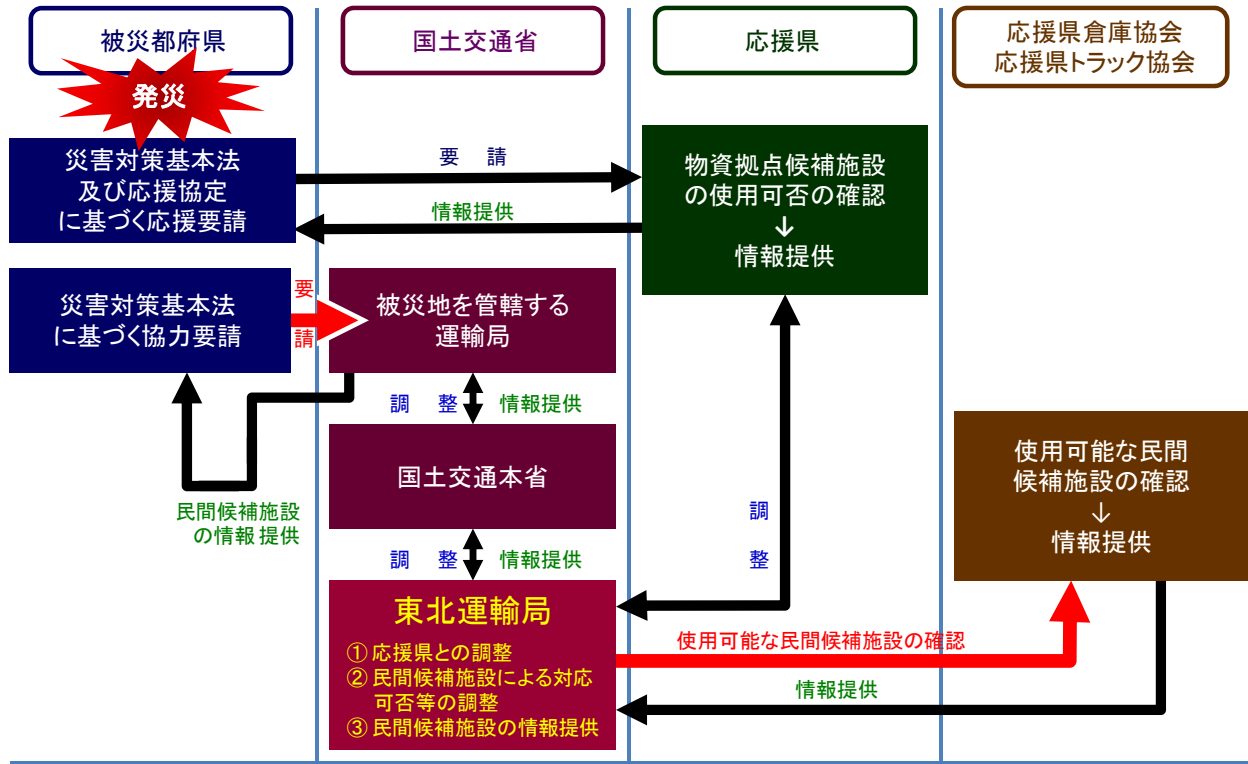 被災都府県
国土交通省
応援県
応援県倉庫協会
応援県トラック協会
発災
災害対策基本法
及び応援協定
に基づく応援要請
要 請
情報提供
物資拠点候補施設
の使用可否の確認
↓
情報提供
災害対策基本法
に基づく協力要請
要
請
被災地を管轄する
運輸局
調 整
情報提供
国土交通本省
民間候補施設
の情報提供
調 整
情報提供
調
整
使用可能な民間
候補施設の確認
↓
情報提供
東北運輸局
① 応援県との調整
② 民間候補施設による対応
可否等の調整
③ 民間候補施設の情報提供
使用可能な民間候補施設の確認
情報提供